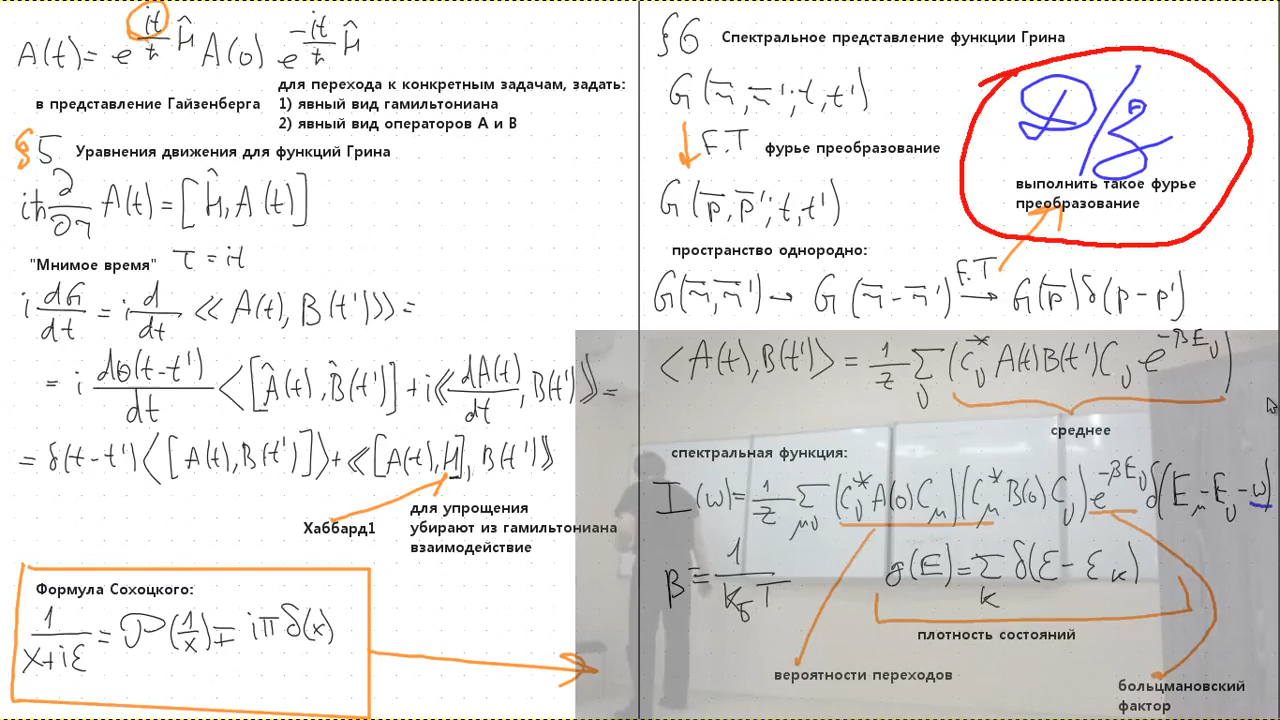 A(t) = e^{it/ħ Ĥ} A(0) e^{-it/ħ Ĥ}
в представление Гайзенберга
для перехода к конкретным задачам, задать:
1) явный вид гамильтониана
2) явный вид операторов А и В
§5 Уравнения движения для функций Грина
iħ ∂/∂τ A(t) = [Ĥ, A(t)]
"Мнимое время" τ = it
i dG/dt = i d/dt ≪A(t), B(t')≫ =
= i dθ(t-t')/dt <[Â(t), B̂(t')]> + i≪dA(t)/dt, B(t')≫ =
= δ(t-t')<[A(t), B(t')]> + ≪[A(t), H], B(t')≫
Хаббард1
для упрощения
убирают из гамильтониана
взаимодействие
Формула Сохоцкого:
1/(x+iε) = P(1/x) ∓ iπδ(x)
§6 Спектральное представление функции Грина
G(r̄, r̄'; t, t')
F.T фурье преобразование
G(p̄, p̄'; t, t')
Д/З
выполнить такое фурье
преобразование
пространство однородно:
G(r̄, r̄') → G(r̄ - r̄') F.T → G(p̄)δ(p - p')
<A(t), B(t')> = 1/Z Σ_ν (C*_ν A(t)B(t')C_ν e^{-βE_ν})
среднее
спектральная функция:
I(ω) = 1/Z Σ_μν (C*_ν A(0) C_μ)(C*_μ B(0) C_ν) e^{-βE_ν} δ(E_μ - E_ν - ω)
β ≡ 1/(k_б T)
g(E) = Σ_k δ(ε - ε_k)
плотность состояний
вероятности переходов
больцмановский
фактор